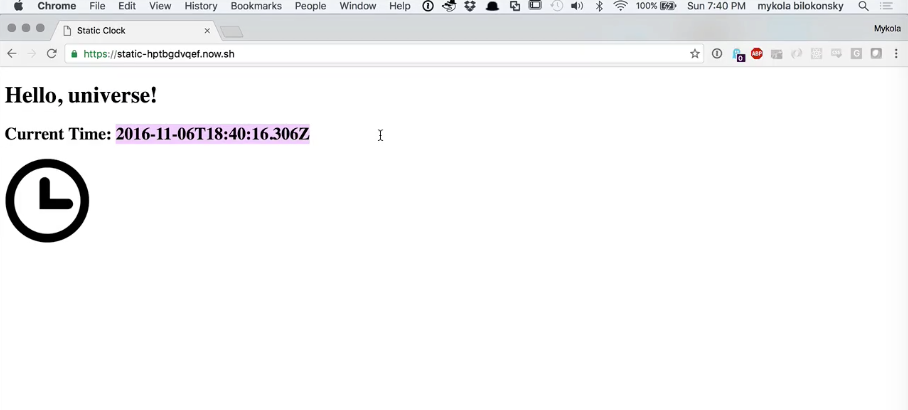 Chrome File Edit View History Bookmarks People Window Help 100% Sun 7:40 PM mykola bilokonsky
Static Clock
Mykola
https://static-hptbgdvqef.now.sh
ABP
Hello, universe!
Current Time: 2016-11-06T18:40:16.306Z